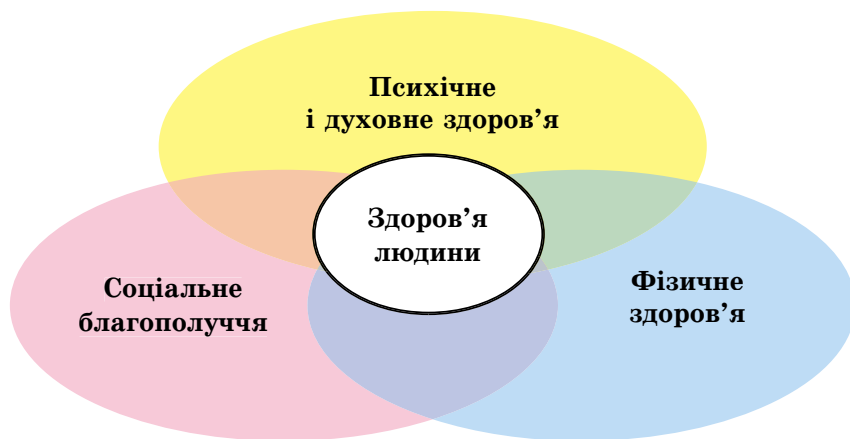 Психічне
і духовне здоров’я
Здоров’я
людини
Соціальне
благополуччя
Фізичне
здоров’я